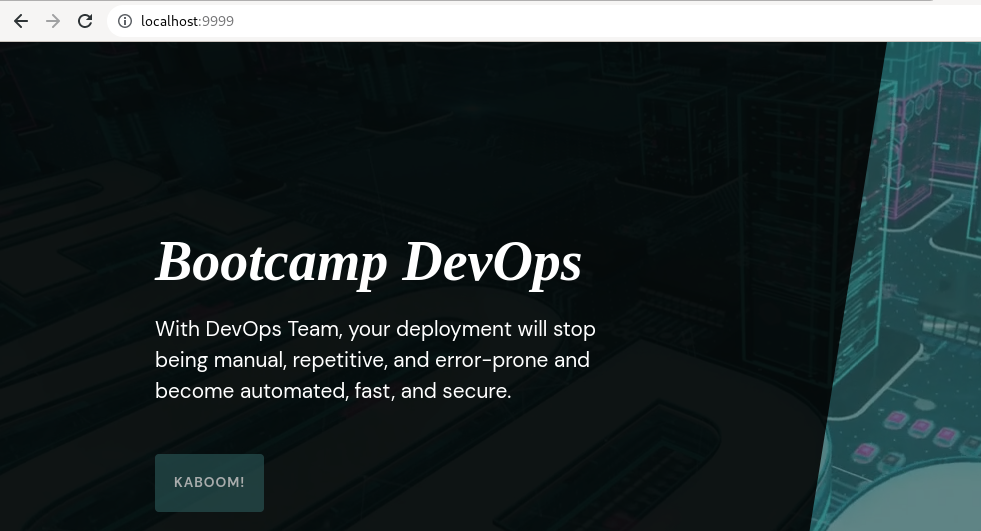 localhost:9999
Bootcamp DevOps
With DevOps Team, your deployment will stop
being manual, repetitive, and error-prone and
become automated, fast, and secure.
KABOOM!